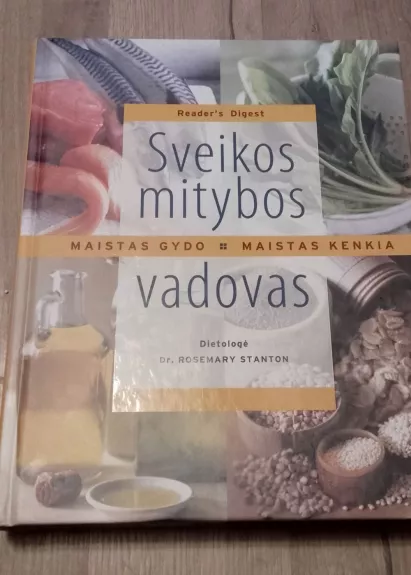 Reader's Digest
Sveikos
mitybos
MAISTAS GYDO MAISTAS KENKIA
vadovas
Dietologė
Dr. ROSEMARY STANTON